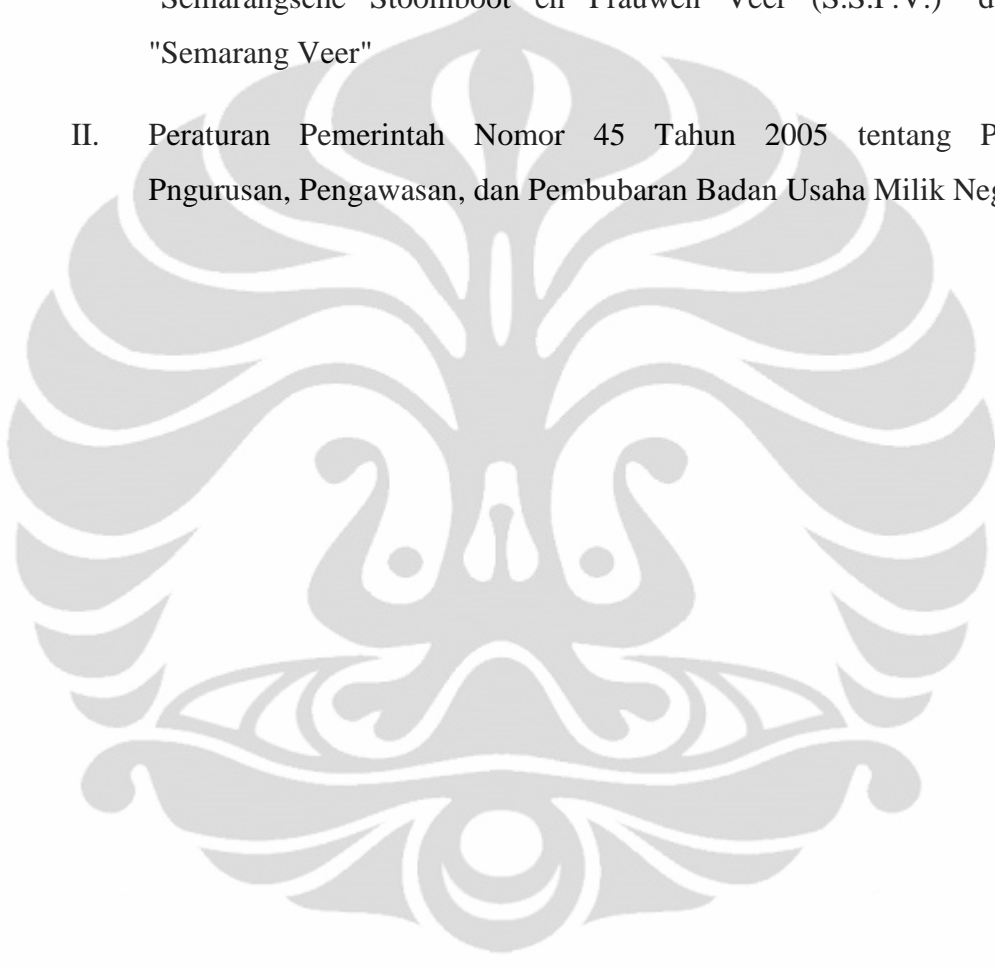 "Semarangsche Stoomboot en Prauwen Veer (S.S.P.V.)"
"Semarang Veer"
II. Peraturan Pemerintah Nomor 45 Tahun 2005 tentang
Pngurusan, Pengawasan, dan Pembubaran Badan Usaha Milik